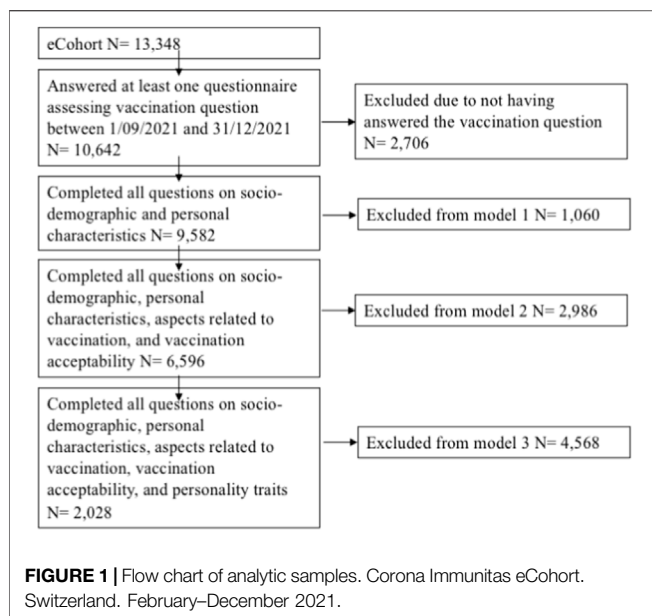 eCohort N= 13,348
Answered at least one questionnaire
assessing vaccination question
between 1/09/2021 and 31/12/2021
N= 10,642
Excluded due to not having
answered the vaccination question
N= 2,706
Completed all questions on socio-
demographic and personal
characteristics N= 9,582
Excluded from model 1 N= 1,060
Completed all questions on socio-
demographic, personal
characteristics, aspects related to
vaccination, and vaccination
acceptability N= 6,596
Excluded from model 2 N= 2,986
Completed all questions on socio-
demographic, personal
characteristics, aspects related to
vaccination, vaccination
acceptability, and personality traits
N= 2,028
Excluded from model 3 N= 4,568
FIGURE 1 | Flow chart of analytic samples. Corona Immunitas eCohort.
Switzerland. February–December 2021.